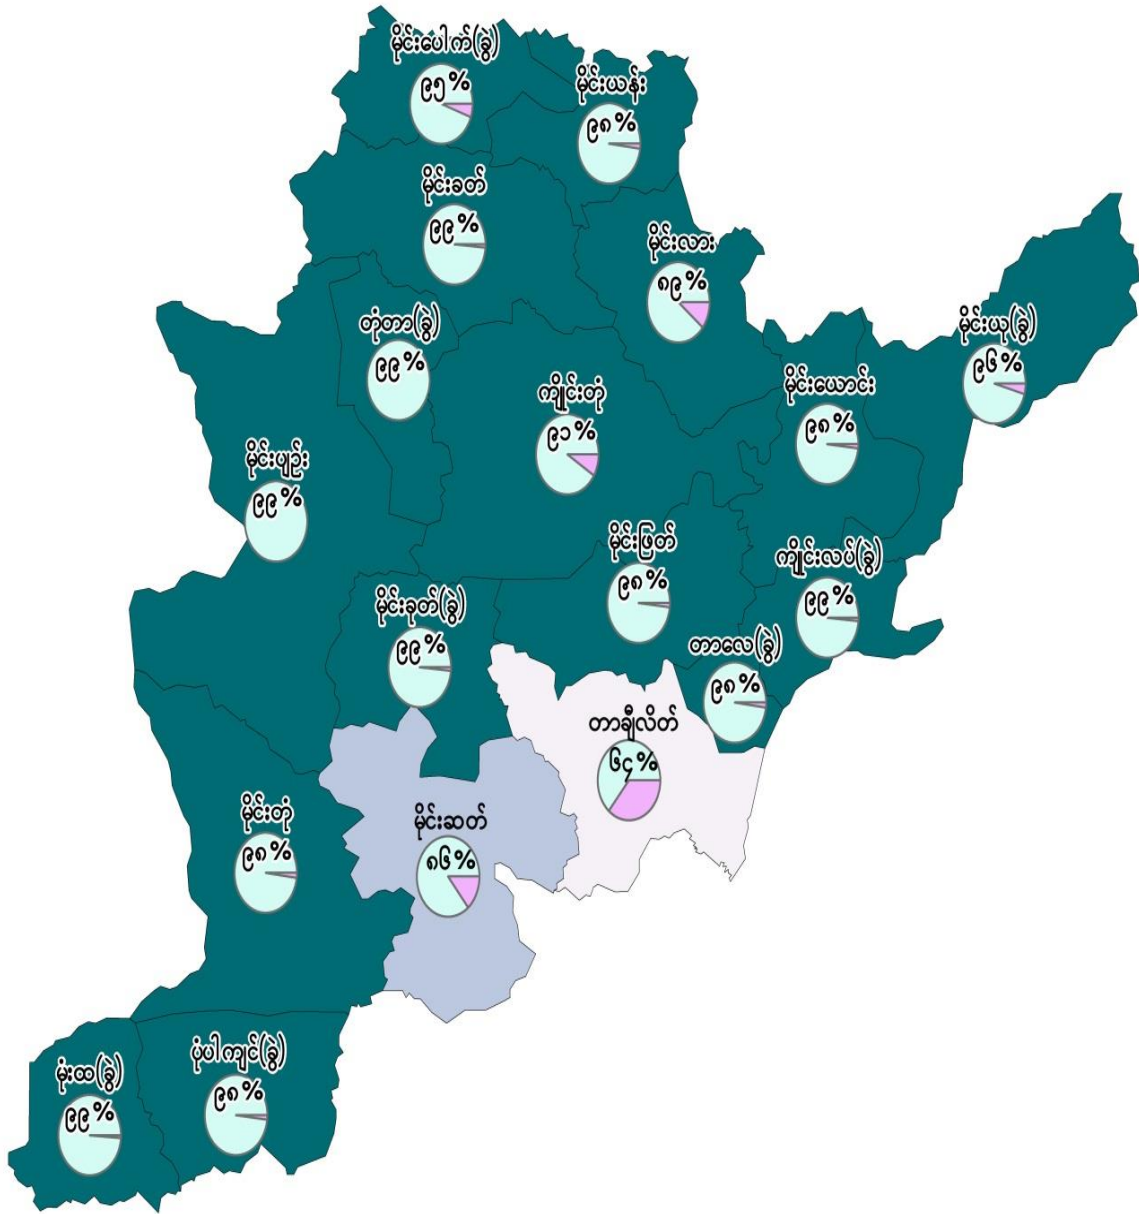 မိုင်းပေါက်(ခွဲ)
၉၅%
မိုင်းယန်း
၉၈%
မိုင်းခတ်
၉၉%
မိုင်းလား
၈၉%
တုံတာ(ခွဲ)
၉၉%
မိုင်းယု(ခွဲ)
၉၆%
ကျိုင်းတုံ
၉၁%
မိုင်းယောင်း
၉၈%
မိုင်းပျဉ်း
၉၉%
မိုင်းဖြတ်
၉၈%
ကျိုင်းလပ်(ခွဲ)
၉၉%
မိုင်းခုတ်(ခွဲ)
၉၉%
တာလေ(ခွဲ)
၉၈%
တာချီလိတ်
၆၄%
မိုင်းတုံ
၉၈%
မိုင်းဆတ်
၈၆%
ပုံပါကျင်(ခွဲ)
၉၈%
မုံးထ(ခွဲ)
၉၉%